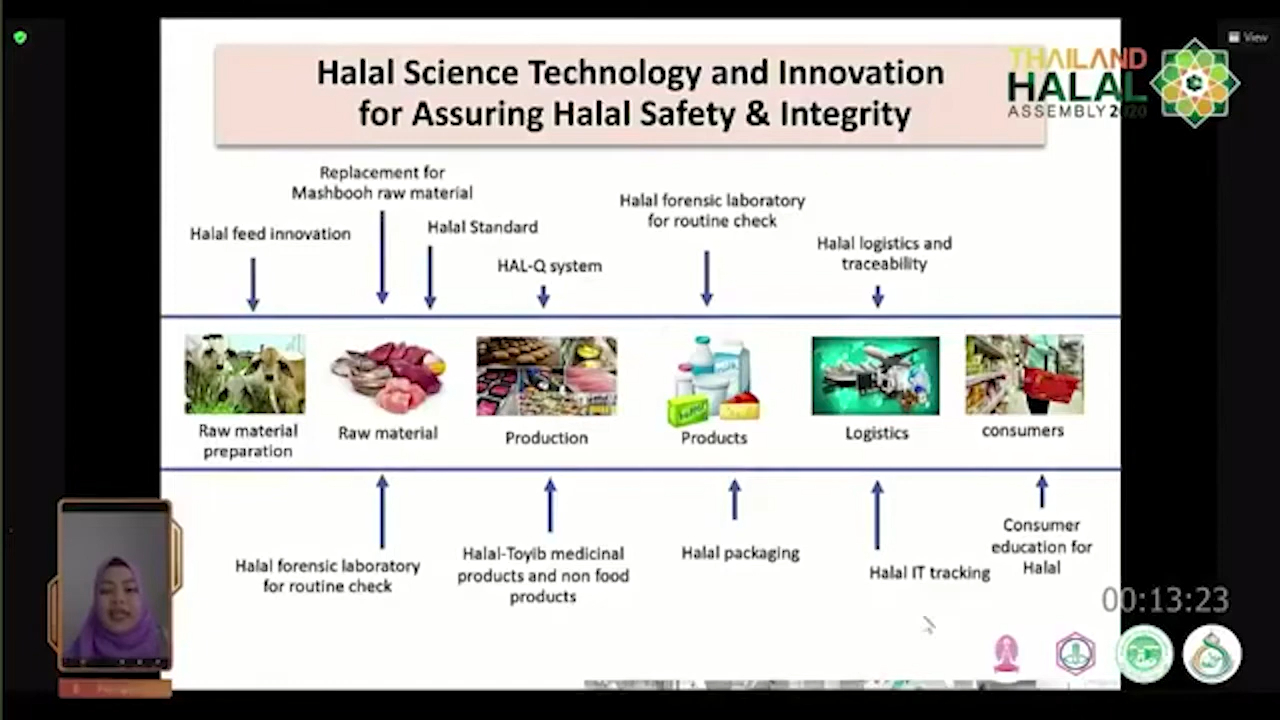 View
THAILAND
HALAL
ASSEMBLY 2020
Halal Science Technology and Innovation
for Assuring Halal Safety & Integrity
Replacement for
Mashbooh raw material
Halal forensic laboratory
for routine check
Halal feed innovation
Halal Standard
Halal logistics and
traceability
HAL-Q system
Raw material
preparation
Raw material
Production
Products
Logistics
consumers
Halal forensic laboratory
for routine check
Halal-Toyib medicinal
products and non food
products
Halal packaging
Halal IT tracking
Consumer
education for
Halal
00:13:23